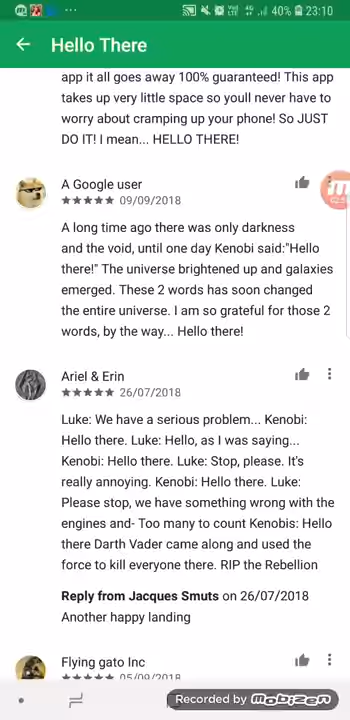 40% 23:10
Hello There
app it all goes away 100% guaranteed! This app
takes up very little space so youll never have to
worry about cramping up your phone! So JUST
DO IT! I mean... HELLO THERE!
A Google user
09/09/2018
A long time ago there was only darkness
and the void, until one day Kenobi said:"Hello
there!" The universe brightened up and galaxies
emerged. These 2 words has soon changed
the entire universe. I am so grateful for those 2
words, by the way... Hello there!
Ariel & Erin
26/07/2018
Luke: We have a serious problem... Kenobi:
Hello there. Luke: Hello, as I was saying...
Kenobi: Hello there. Luke: Stop, please. It's
really annoying. Kenobi: Hello there. Luke:
Please stop, we have something wrong with the
engines and- Too many to count Kenobis: Hello
there Darth Vader came along and used the
force to kill everyone there. RIP the Rebellion
Reply from Jacques Smuts on 26/07/2018
Another happy landing
Flying gato Inc
05/09/2018
Recorded by Mobizen